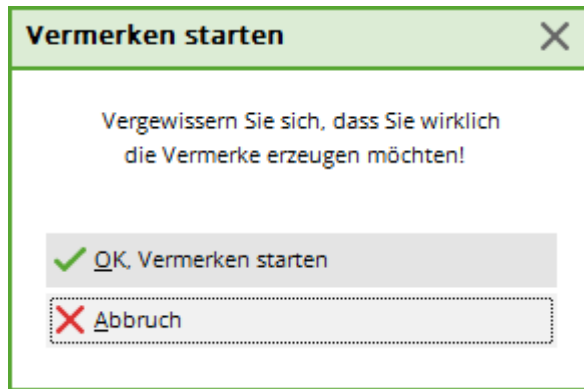 Vermerken starten
Vergewissern Sie sich, dass Sie wirklich
die Vermerke erzeugen möchten!
OK, Vermerken starten
Abbruch